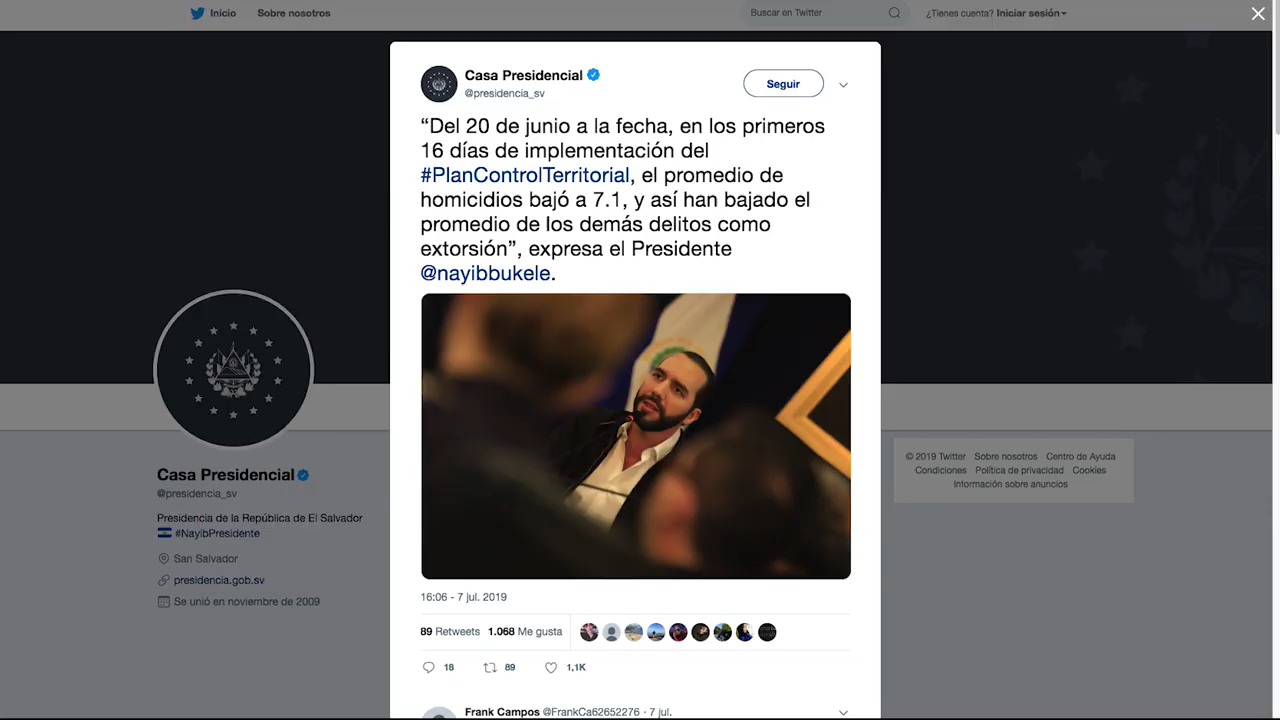 Inicio
Sobre nosotros
Buscar en Twitter
¿Tienes cuenta? Iniciar sesión
Casa Presidencial
@presidencia_sv
Seguir
“Del 20 de junio a la fecha, en los primeros
16 días de implementación del
#PlanControlTerritorial, el promedio de
homicidios bajó a 7.1, y así han bajado el
promedio de los demás delitos como
extorsión”, expresa el Presidente
@nayibbukele.
16:06 - 7 jul. 2019
89 Retweets 1.068 Me gusta
18 89 1,1K
Frank Campos @FrankCa62652276 · 7 jul.
Casa Presidencial
@presidencia_sv
Presidencia de la República de El Salvador
#NayibPresidente
San Salvador
presidencia.gob.sv
Se unió en noviembre de 2009
© 2019 Twitter Sobre nosotros Centro de Ayuda
Condiciones Política de privacidad Cookies
Información sobre anuncios